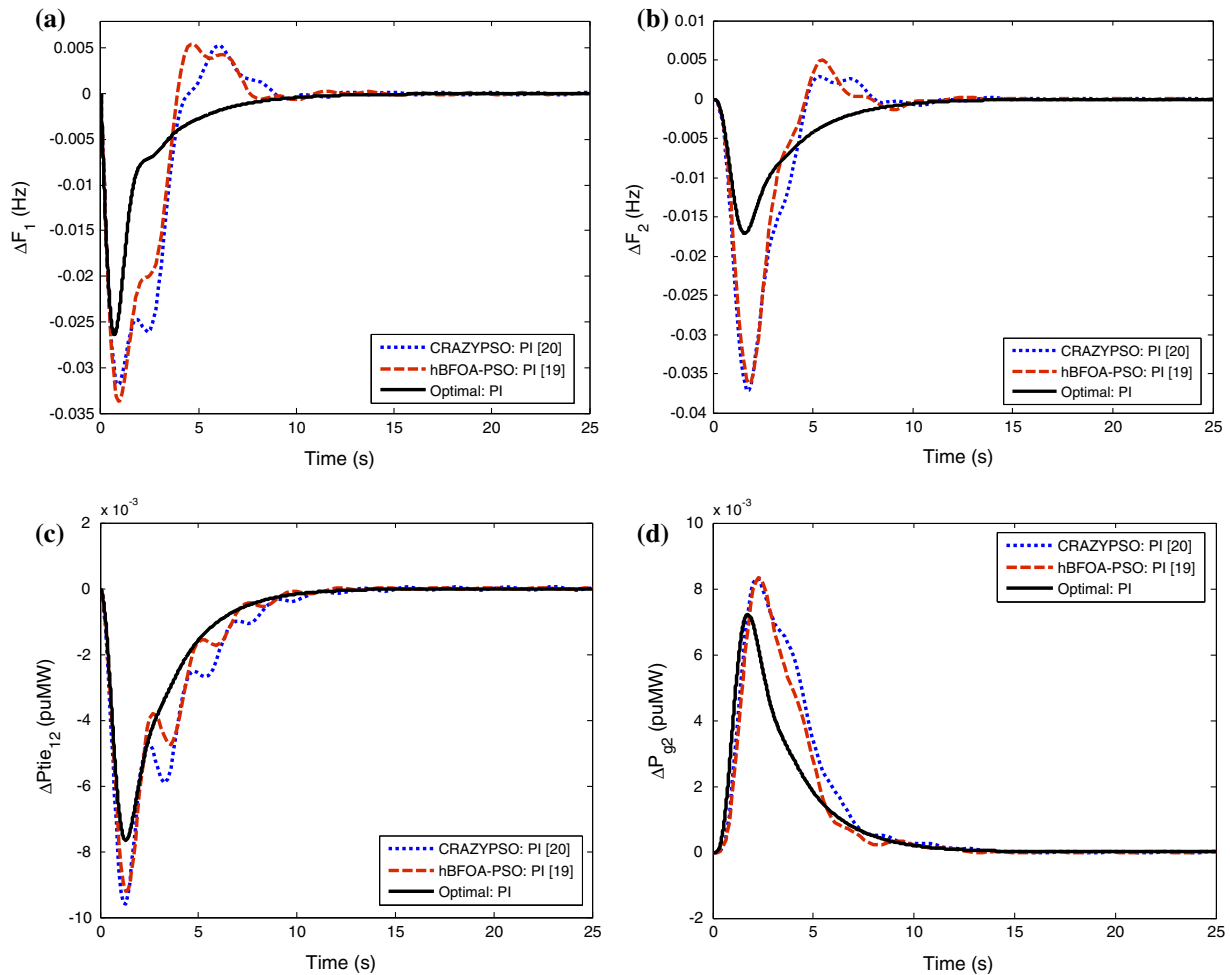 (a)
0.005
0
-0.005
-0.01
-0.015
-0.02
-0.025
-0.03
-0.035
ΔF1 (Hz)
0 5 10 15 20 25
Time (s)
CRAZYPSO: PI [20]
hBFOA-PSO: PI [19]
Optimal: PI
(b)
0.01
0.005
0
-0.005
-0.01
-0.015
-0.02
-0.025
-0.03
-0.035
-0.04
ΔF2 (Hz)
0 5 10 15 20 25
Time (s)
CRAZYPSO: PI [20]
hBFOA-PSO: PI [19]
Optimal: PI
(c)
x 10-3
2
0
-2
-4
-6
-8
-10
ΔPtie12 (puMW)
0 5 10 15 20 25
Time (s)
CRAZYPSO: PI [20]
hBFOA-PSO: PI [19]
Optimal: PI
(d)
x 10-3
10
8
6
4
2
0
-2
ΔPg2 (puMW)
0 5 10 15 20 25
Time (s)
CRAZYPSO: PI [20]
hBFOA-PSO: PI [19]
Optimal: PI